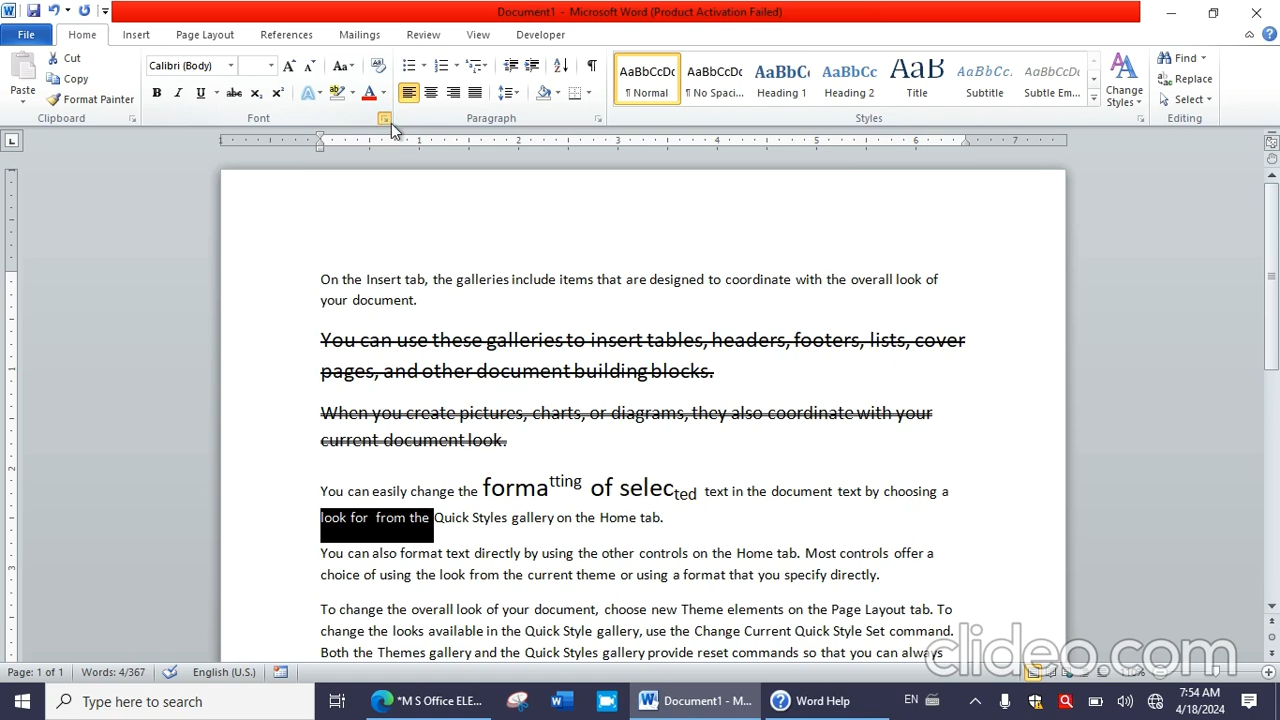 Document1 - Microsoft Word (Product Activation Failed)
File Home Insert Page Layout References Mailings Review View Developer
Cut
Copy
Paste
Format Painter
Calibri (Body)
AaBbCcDc AaBbCcDc AaBbCc AaBbCc AaB AaBbCcDc AaBbCcDc
¶ Normal ¶ No Spaci... Heading 1 Heading 2 Title Subtitle Subtle Em...
Change
Styles
Find
Replace
Select
Clipboard Font Paragraph Styles Editing
1 1 2 3 4 5 6 7
On the Insert tab, the galleries include items that are designed to coordinate with the overall look of
your document.
You can use these galleries to insert tables, headers, footers, lists, cover
pages, and other document building blocks.
When you create pictures, charts, or diagrams, they also coordinate with your
current document look.
You can easily change the formatting of selected text in the document text by choosing a
look for from the Quick Styles gallery on the Home tab.
You can also format text directly by using the other controls on the Home tab. Most controls offer a
choice of using the look from the current theme or using a format that you specify directly.
To change the overall look of your document, choose new Theme elements on the Page Layout tab. To
change the looks available in the Quick Style gallery, use the Change Current Quick Style Set command.
Both the Themes gallery and the Quick Styles gallery provide reset commands so that you can always
clideo.com
Page: 1 of 1 Words: 4/367 English (U.S.)
Type here to search
*M S Office ELE...
Document1 - M...
Word Help
EN
7:54 AM
4/18/2024